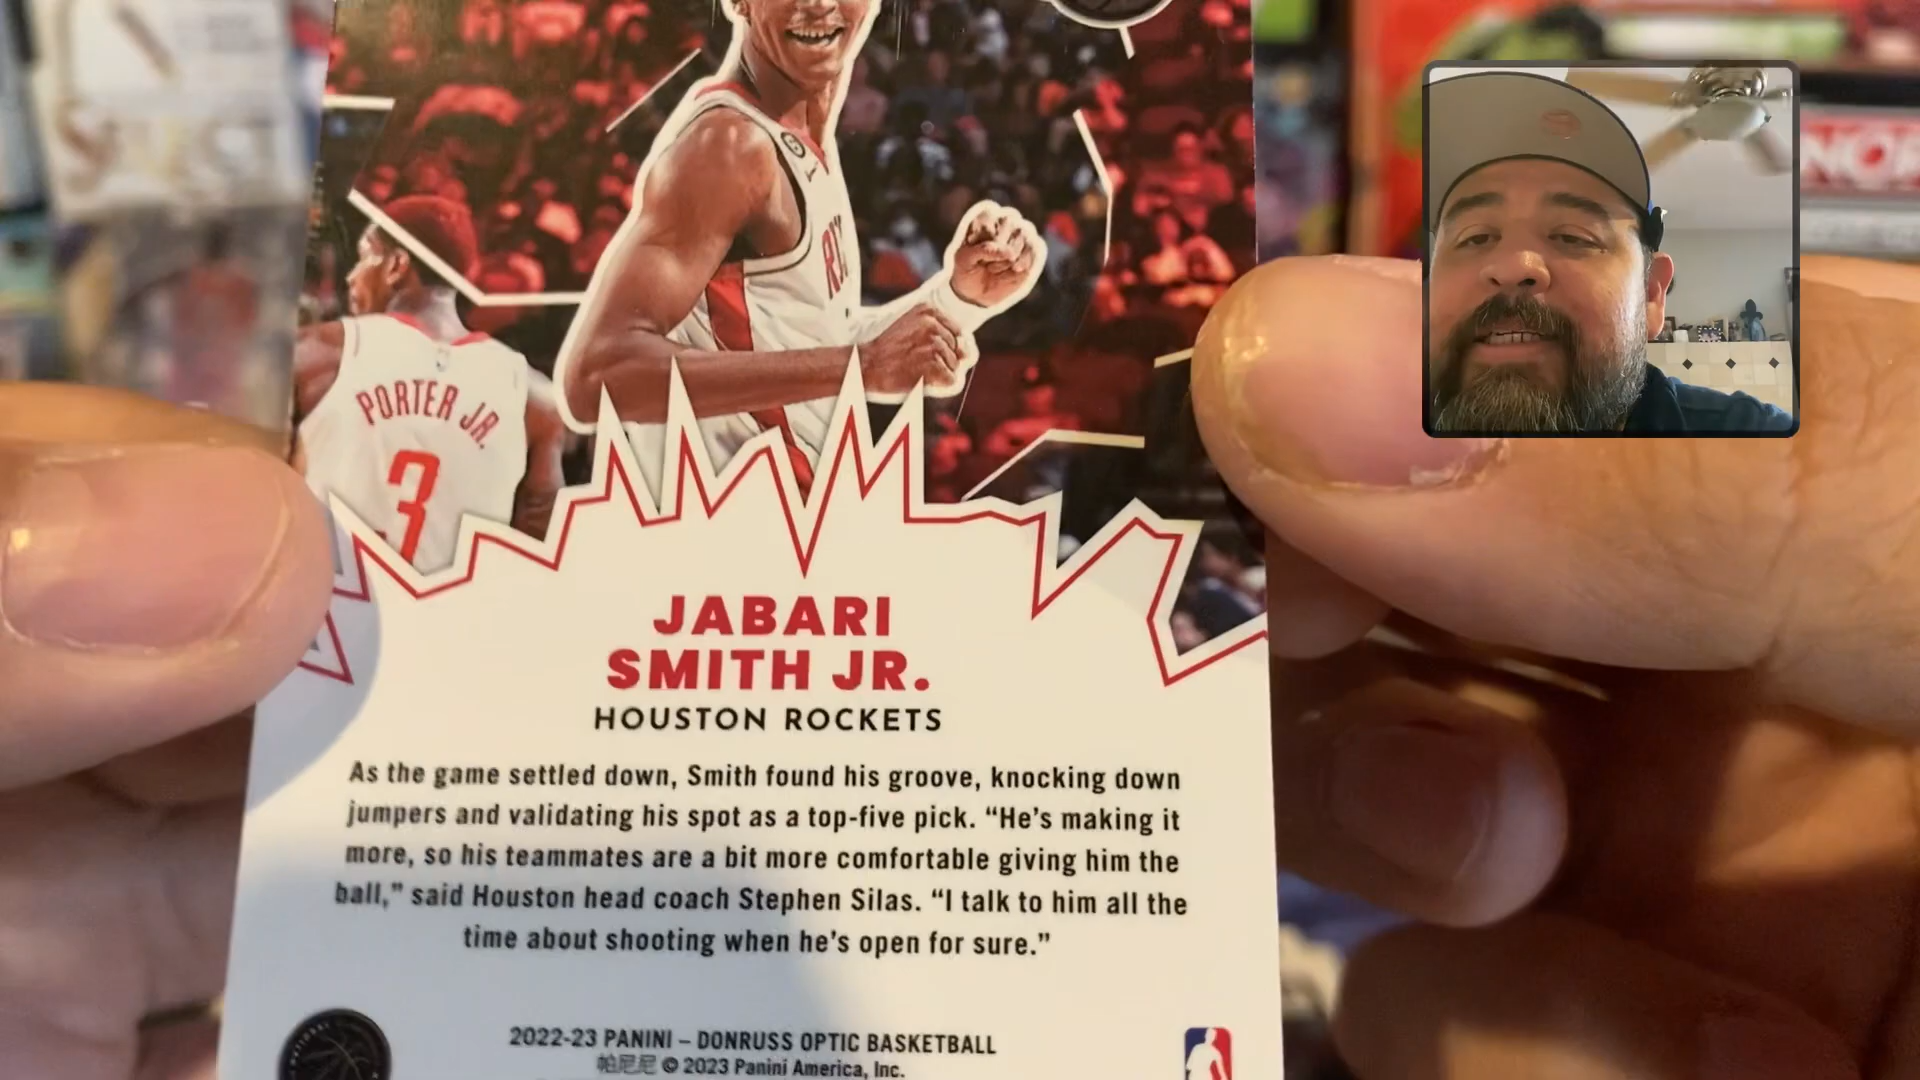 PORTER JR.
3
JABARI
SMITH JR.
HOUSTON ROCKETS
As the game settled down, Smith found his groove, knocking down
jumpers and validating his spot as a top-five pick. “He’s making it
more, so his teammates are a bit more comfortable giving him the
ball,” said Houston head coach Stephen Silas. “I talk to him all the
time about shooting when he’s open for sure.”
2022-23 PANINI – DONRUSS OPTIC BASKETBALL
帕尼尼 © 2023 Panini America, Inc.